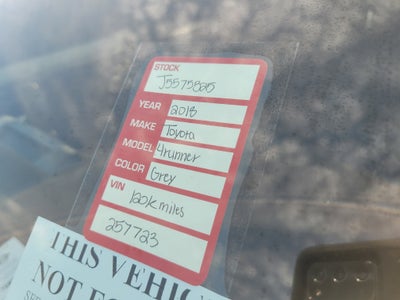 STOCK
J5575825
YEAR 2018
MAKE Toyota
MODEL 4runner
COLOR Grey
VIN
120k miles
257723
THIS VEHIC
NOT FO